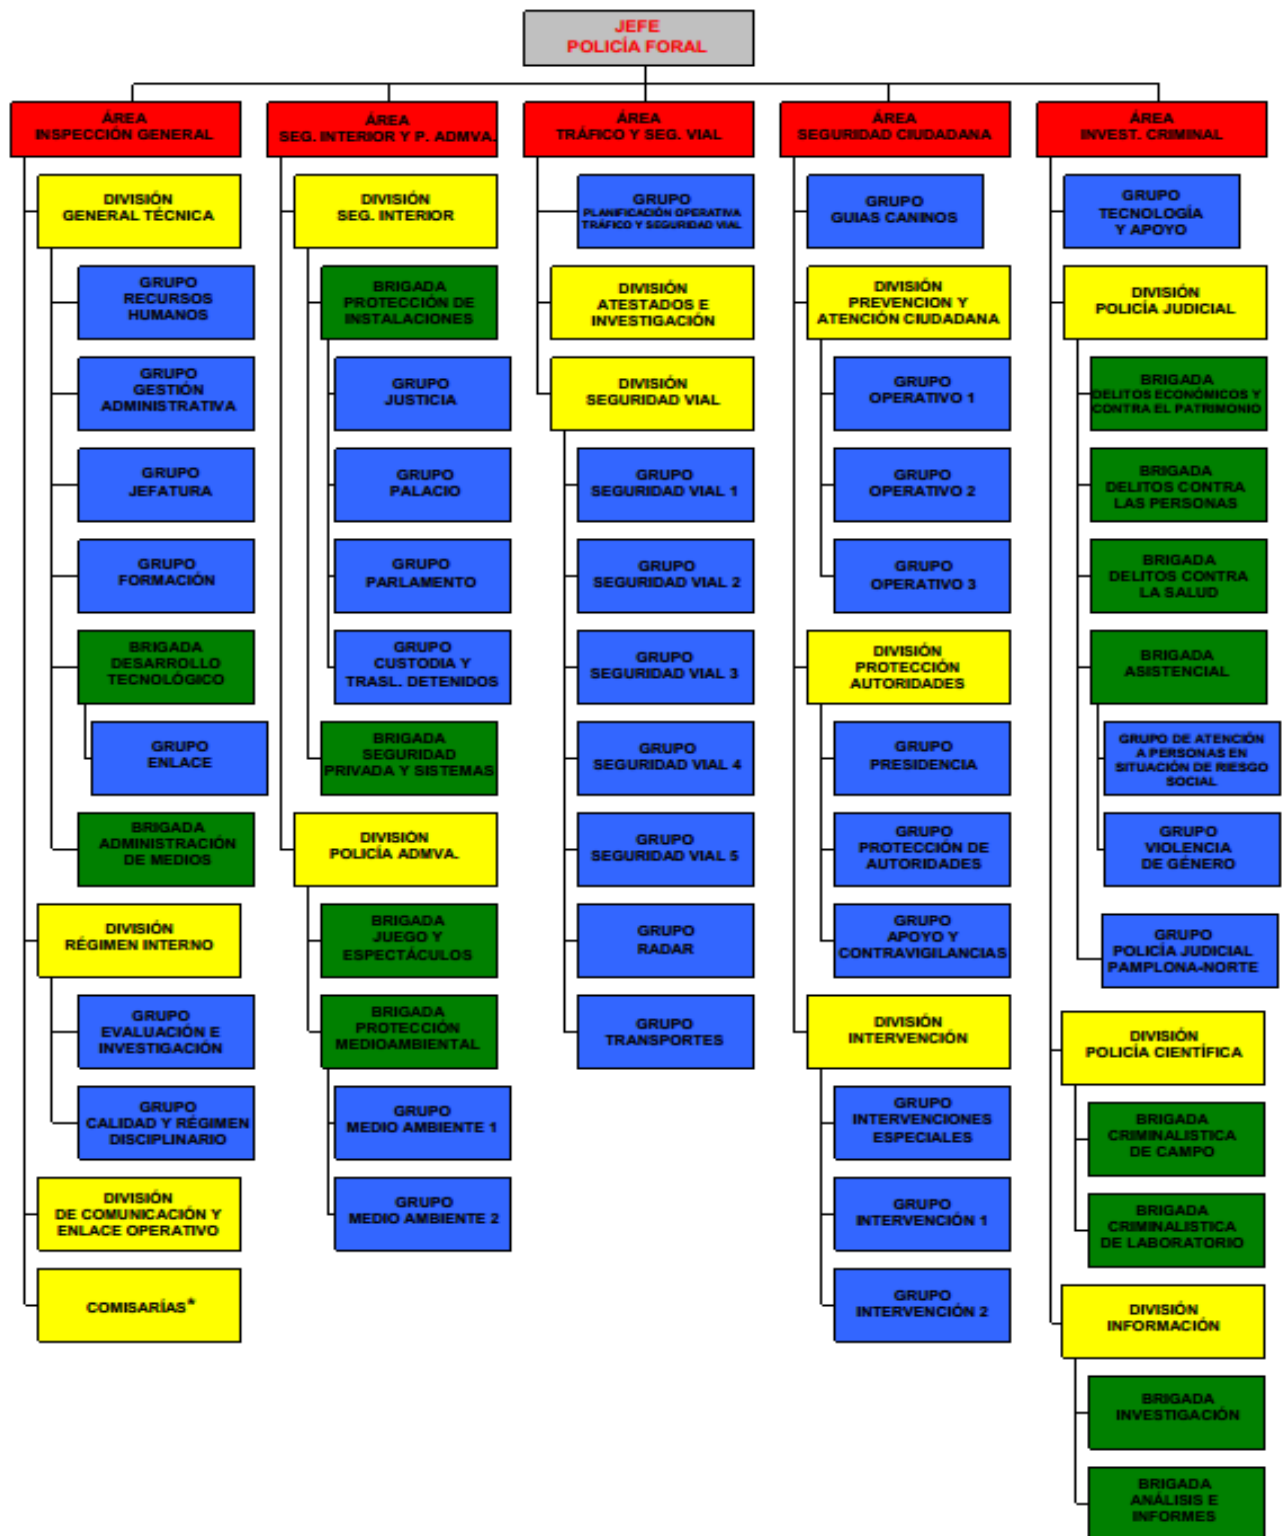 JEFE
POLICÍA FORAL
ÁREA
INSPECCIÓN GENERAL
DIVISIÓN
GENERAL TÉCNICA
GRUPO
RECURSOS
HUMANOS
GRUPO
GESTIÓN
ADMINISTRATIVA
GRUPO
JEFATURA
GRUPO
FORMACIÓN
BRIGADA
DESARROLLO
TECNOLÓGICO
GRUPO
ENLACE
BRIGADA
ADMINISTRACIÓN
DE MEDIOS
DIVISIÓN
RÉGIMEN INTERNO
GRUPO
EVALUACIÓN E
INVESTIGACIÓN
GRUPO
CALIDAD Y RÉGIMEN
DISCIPLINARIO
DIVISIÓN
DE COMUNICACIÓN Y
ENLACE OPERATIVO
COMISARÍAS*
ÁREA
SEG. INTERIOR Y P. ADMVA.
DIVISIÓN
SEG. INTERIOR
BRIGADA
PROTECCIÓN DE
INSTALACIONES
GRUPO
JUSTICIA
GRUPO
PALACIO
GRUPO
PARLAMENTO
GRUPO
CUSTODIA Y
TRASL. DETENIDOS
BRIGADA
SEGURIDAD
PRIVADA Y SISTEMAS
DIVISIÓN
POLICÍA ADMVA.
BRIGADA
JUEGO Y
ESPECTÁCULOS
BRIGADA
PROTECCIÓN
MEDIOAMBIENTAL
GRUPO
MEDIO AMBIENTE 1
GRUPO
MEDIO AMBIENTE 2
ÁREA
TRÁFICO Y SEG. VIAL
GRUPO
PLANIFICACIÓN OPERATIVA
TRÁFICO Y SEGURIDAD VIAL
DIVISIÓN
ATESTADOS E
INVESTIGACIÓN
DIVISIÓN
SEGURIDAD VIAL
GRUPO
SEGURIDAD VIAL 1
GRUPO
SEGURIDAD VIAL 2
GRUPO
SEGURIDAD VIAL 3
GRUPO
SEGURIDAD VIAL 4
GRUPO
SEGURIDAD VIAL 5
GRUPO
RADAR
GRUPO
TRANSPORTES
ÁREA
SEGURIDAD CIUDADANA
GRUPO
GUIAS CANINOS
DIVISIÓN
PREVENCION Y
ATENCIÓN CIUDADANA
GRUPO
OPERATIVO 1
GRUPO
OPERATIVO 2
GRUPO
OPERATIVO 3
DIVISIÓN
PROTECCIÓN
AUTORIDADES
GRUPO
PRESIDENCIA
GRUPO
PROTECCIÓN DE
AUTORIDADES
GRUPO
APOYO Y
CONTRAVIGILANCIAS
DIVISIÓN
INTERVENCIÓN
GRUPO
INTERVENCIONES
ESPECIALES
GRUPO
INTERVENCIÓN 1
GRUPO
INTERVENCIÓN 2
ÁREA
INVEST. CRIMINAL
GRUPO
TECNOLOGÍA
Y APOYO
DIVISIÓN
POLICÍA JUDICIAL
BRIGADA
DELITOS ECONÓMICOS Y
CONTRA EL PATRIMONIO
BRIGADA
DELITOS CONTRA
LAS PERSONAS
BRIGADA
DELITOS CONTRA
LA SALUD
BRIGADA
ASISTENCIAL
GRUPO DE ATENCIÓN
A PERSONAS EN
SITUACIÓN DE RIESGO
SOCIAL
GRUPO
VIOLENCIA
DE GÉNERO
GRUPO
POLICÍA JUDICIAL
PAMPLONA-NORTE
DIVISIÓN
POLICÍA CIENTÍFICA
BRIGADA
CRIMINALISTICA
DE CAMPO
BRIGADA
CRIMINALISTICA
DE LABORATORIO
DIVISIÓN
INFORMACIÓN
BRIGADA
INVESTIGACIÓN
BRIGADA
ANÁLISIS E
INFORMES